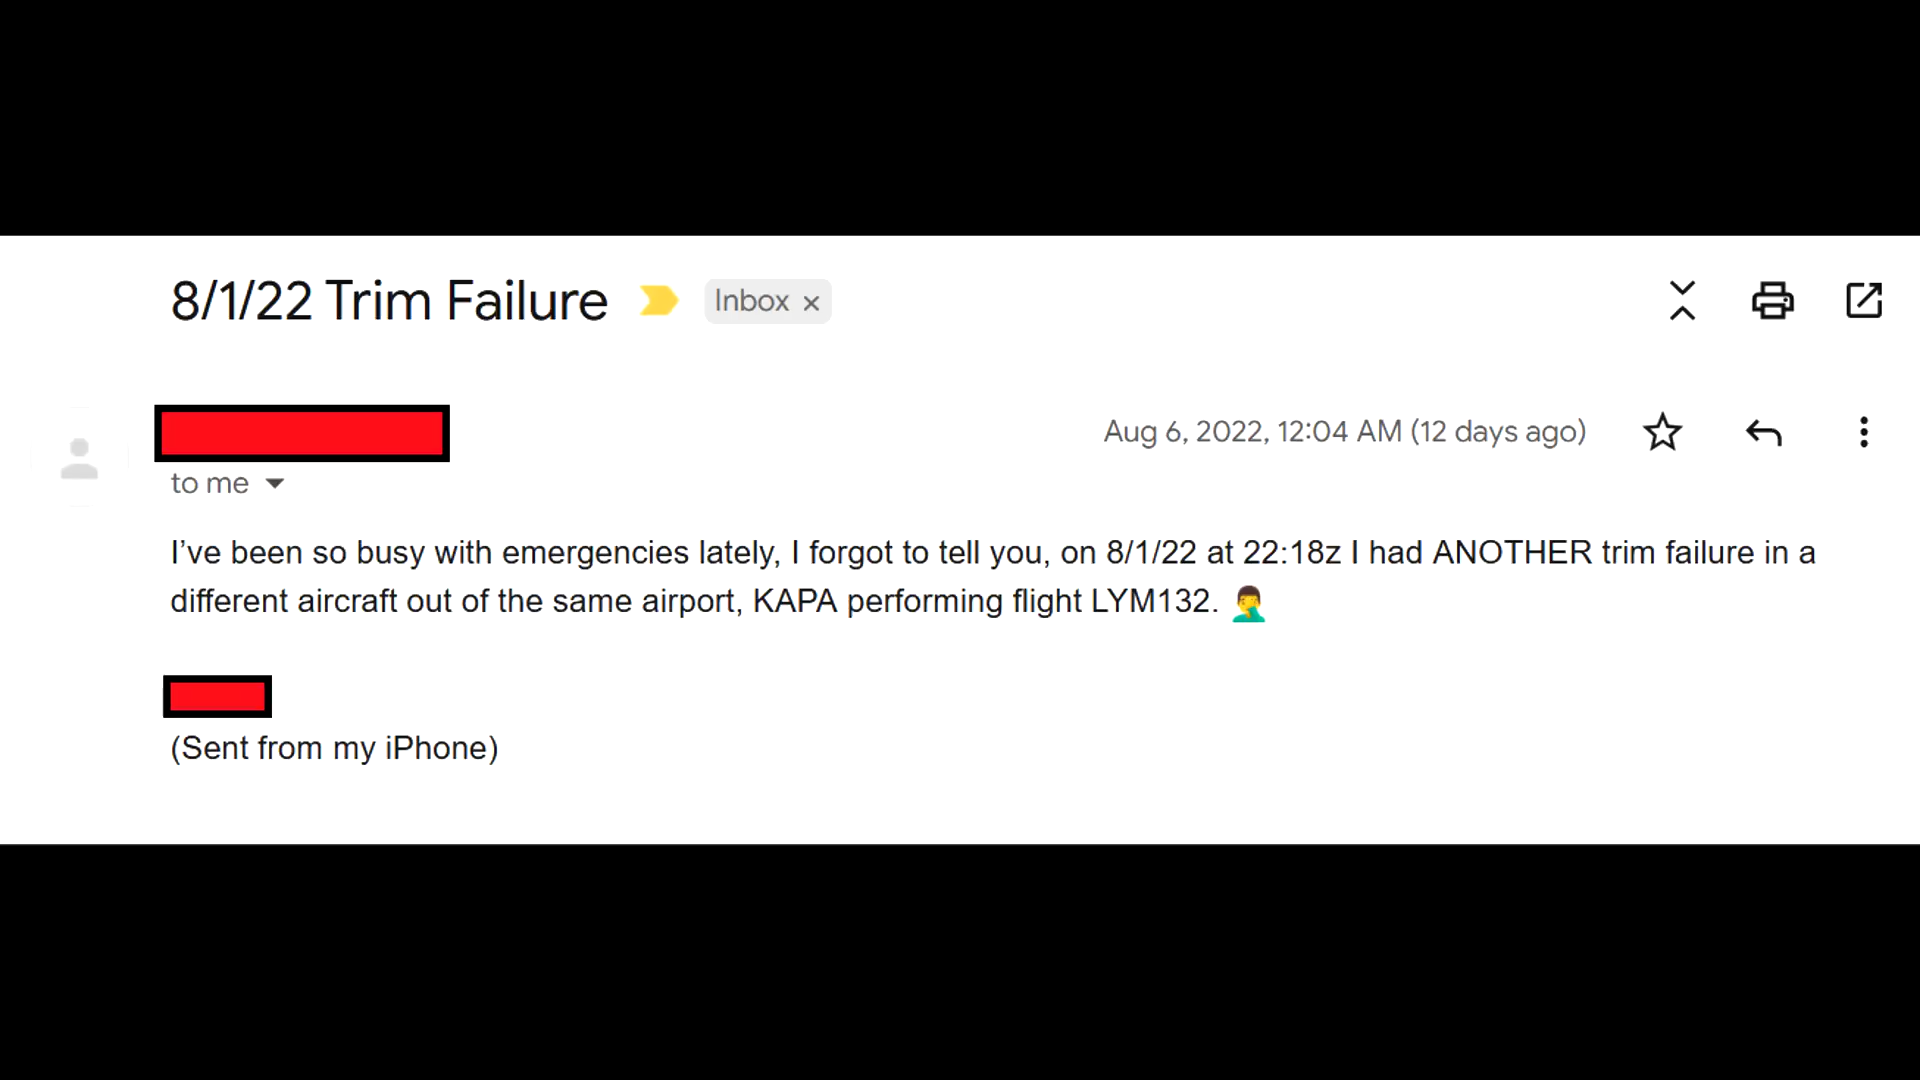 8/1/22 Trim Failure Inbox ×
Aug 6, 2022, 12:04 AM (12 days ago)
to me
I’ve been so busy with emergencies lately, I forgot to tell you, on 8/1/22 at 22:18z I had ANOTHER trim failure in a
different aircraft out of the same airport, KAPA performing flight LYM132. 🤦‍♂️
(Sent from my iPhone)